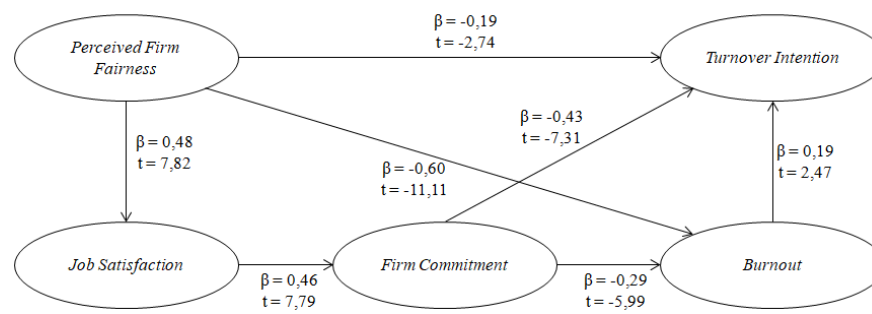 Perceived Firm
Fairness
β = -0,19
t = -2,74
Turnover Intention
β = 0,48
t = 7,82
β = -0,60
t = -11,11
β = -0,43
t = -7,31
β = 0,19
t = 2,47
Job Satisfaction
β = 0,46
t = 7,79
Firm Commitment
β = -0,29
t = -5,99
Burnout